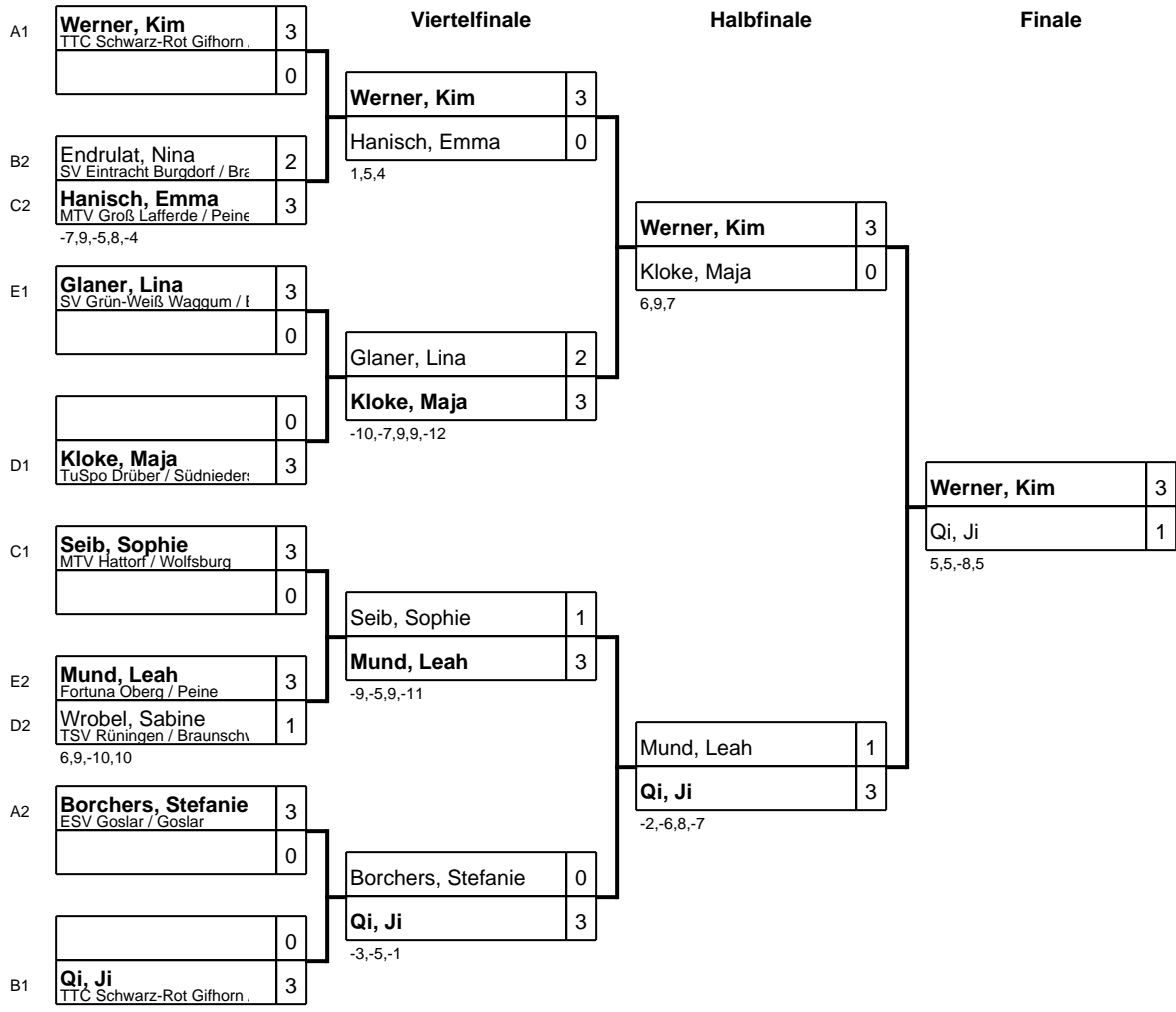 Viertelfinale Halbfinale Finale
A1 Werner, Kim 3
TTC Schwarz-Rot Gifhorn
0
B2 Endrulat, Nina 2
SV Eintracht Burgdorf / Bra
C2 Hanisch, Emma 3
MTV Groß Lafferde / Peine
-7,9,-5,8,-4
E1 Glaner, Lina 3
SV Grün-Weiß Waggum /
0
0
D1 Kloke, Maja 3
TuSpo Drüber / Südnieders
C1 Seib, Sophie 3
MTV Hattorf / Wolfsburg
0
E2 Mund, Leah 3
Fortuna Oberg / Peine
D2 Wrobel, Sabine 1
TSV Rüningen / Braunschw
6,9,-10,10
A2 Borchers, Stefanie 3
ESV Goslar / Goslar
0
0
B1 Qi, Ji 3
TTC Schwarz-Rot Gifhorn
Werner, Kim 3
Hanisch, Emma 0
1,5,4
Glaner, Lina 2
Kloke, Maja 3
-10,-7,9,9,-12
Seib, Sophie 1
Mund, Leah 3
-9,-5,9,-11
Borchers, Stefanie 0
Qi, Ji 3
-3,-5,-1
Werner, Kim 3
Kloke, Maja 0
6,9,7
Mund, Leah 1
Qi, Ji 3
-2,-6,8,-7
Werner, Kim 3
Qi, Ji 1
5,5,-8,5